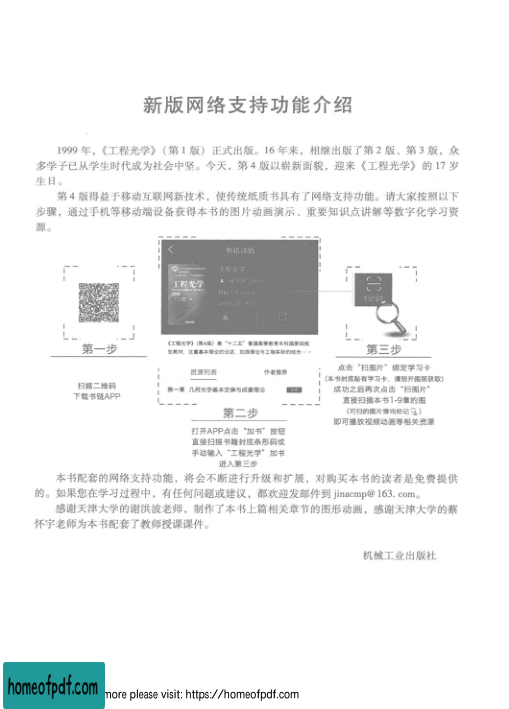 新版网络支持功能介绍
1999 年,《工程光学》(第 1 版) 正式出版。16 年来, 相继出版了第 2 版、第 3 版, 众
多学子已从学生时代成为社会中坚。今天, 第 4 版以崭新面貌, 迎来《工程光学》的 17 岁
生日。
第 4 版得益于移动互联网新技术, 使传统纸质书具有了网络支持功能。请大家按照以下
步骤, 通过手机等移动端设备获得本书的图片动画演示、重要知识点讲解等数字化学习资
源。
书籍详情
工程光学
工程光学
扫图片
《工程光学》(第4版) 是 "十二五" 普通高等教育本科国家级规
划教材, 注重基本理论的论述, 加强理论与工程实际的结合···
资源列表 作者推荐
第一章 几何光学基本定律与成像理论
第一步
扫描二维码
下载书链APP
第二步
打开APP点击 "加书" 按钮
直接扫描书籍封底条形码或
手动输入 "工程光学" 加书
进入第三步
第三步
点击 "扫图片" 绑定学习卡
(本书封底贴有学习卡, 请刮开涂层获取)
成功之后再次点击 "扫图片"
直接扫描本书1-9章的图
(可扫的图片旁均标记)
即可播放视频动画等相关资源
本书配套的网络支持功能, 将会不断进行升级和扩展, 对购买本书的读者是免费提供
的。如果您在学习过程中, 有任何问题或建议, 都欢迎发邮件到 jinacmp@163.com。
感谢天津大学的谢洪波老师, 制作了本书上篇相关章节的图形动画, 感谢天津大学的蔡
怀宇老师为本书配套了教师授课课件。
机械工业出版社
homeofpdf.com
more please visit: https://homeofpdf.com